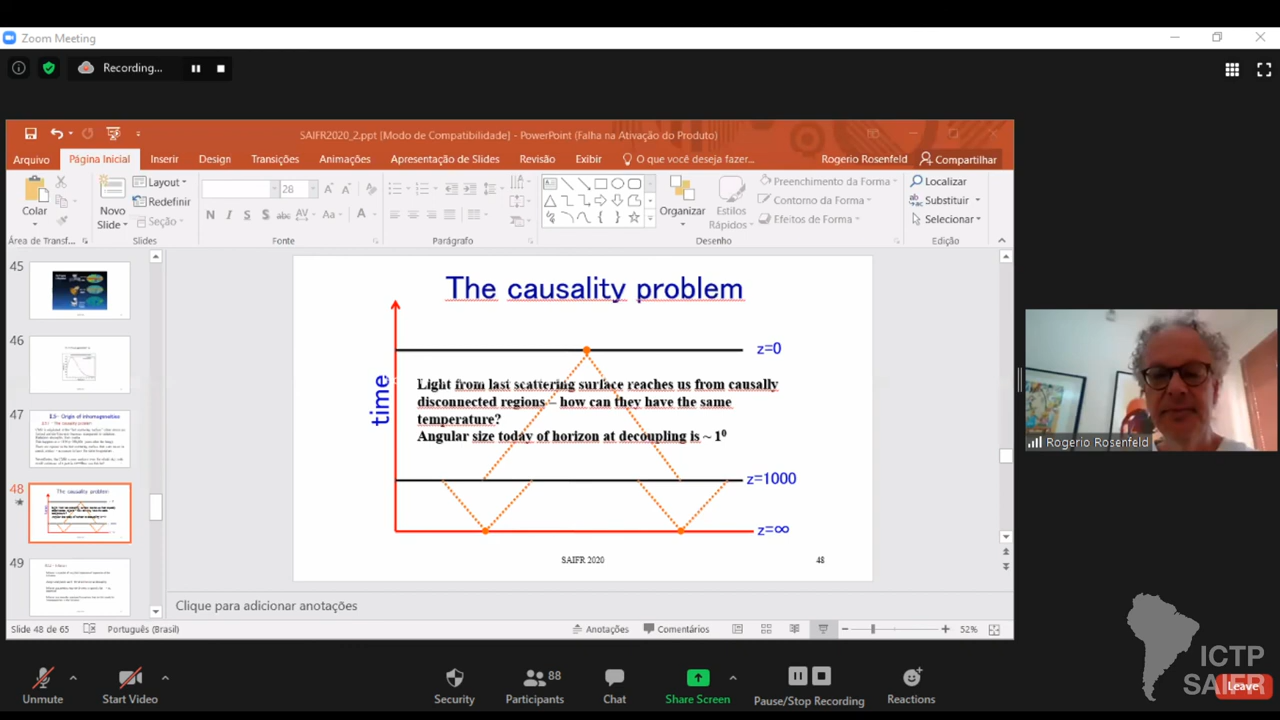 Zoom Meeting
Recording...
SAIFR2020_2.ppt [Modo de Compatibilidade] - PowerPoint (Falha na Ativação do Produto)
Arquivo Página Inicial Inserir Design Transições Animações Apresentação de Slides Revisão Exibir O que você deseja fazer... Rogerio Rosenfeld Compartilhar
Colar
Novo Slide
Layout
Redefinir
Seção
28
N I S S abc AV Aa A
Organizar
Estilos Rápidos
Preenchimento da Forma
Contorno da Forma
Efeitos de Forma
Localizar
Substituir
Selecionar
Área de Transf... Slides Fonte Parágrafo Desenho Edição
45
46
47
48
The causality problem
49
The causality problem
time
z=0
Light from last scattering surface reaches us from causally
disconnected regions – how can they have the same
temperature?
Angular size today of horizon at decoupling is ~ 1⁰
z=1000
z=∞
SAIFR 2020 48
Rogerio Rosenfeld
Clique para adicionar anotações
Slide 48 de 65 Português (Brasil) Anotações Comentários 52%
Unmute Start Video Security Participants 88 Chat Share Screen Pause/Stop Recording Reactions Leave
ICTP
SAIFR